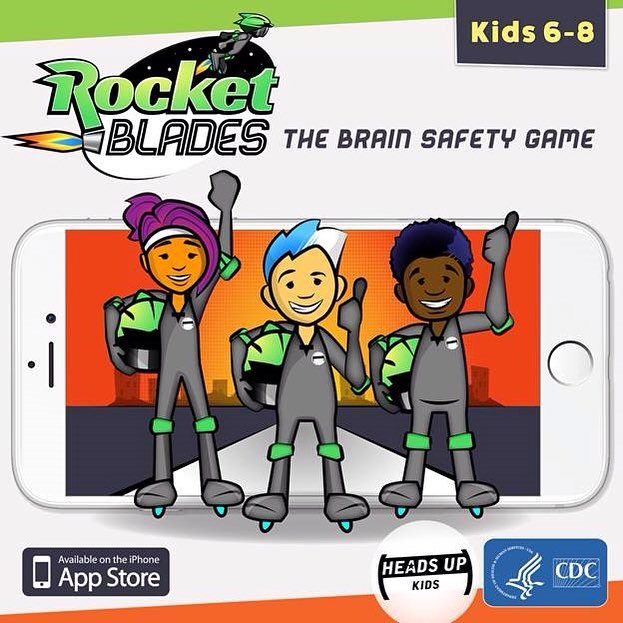 Kids 6-8
Rocket
BLADES
THE BRAIN SAFETY GAME
Available on the iPhone
App Store
HEADS UP
KIDS
CDC